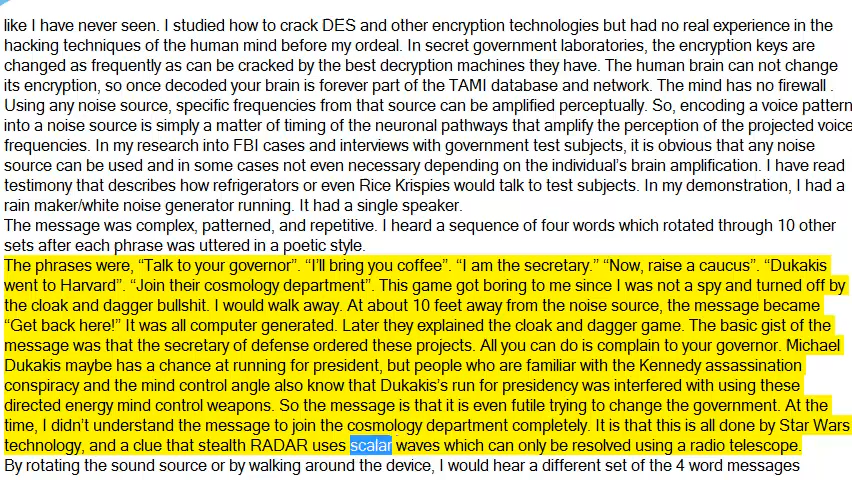 like I have never seen. I studied how to crack DES and other encryption technologies but had no real experience in the
hacking techniques of the human mind before my ordeal. In secret government laboratories, the encryption keys are
changed as frequently as can be cracked by the best decryption machines they have. The human brain can not change
its encryption, so once decoded your brain is forever part of the TAMI database and network. The mind has no firewall .
Using any noise source, specific frequencies from that source can be amplified perceptually. So, encoding a voice pattern
into a noise source is simply a matter of timing of the neuronal pathways that amplify the perception of the projected voice
frequencies. In my research into FBI cases and interviews with government test subjects, it is obvious that any noise
source can be used and in some cases not even necessary depending on the individual's brain amplification. I have read
testimony that describes how refrigerators or even Rice Krispies would talk to test subjects. In my demonstration, I had a
rain maker/white noise generator running. It had a single speaker.
The message was complex, patterned, and repetitive. I heard a sequence of four words which rotated through 10 other
sets after each phrase was uttered in a poetic style.
The phrases were, “Talk to your governor”. “I'll bring you coffee”. “I am the secretary.” “Now, raise a caucus”. “Dukakis
went to Harvard”. “Join their cosmology department”. This game got boring to me since I was not a spy and turned off by
the cloak and dagger bullshit. I would walk away. At about 10 feet away from the noise source, the message became
“Get back here!” It was all computer generated. Later they explained the cloak and dagger game. The basic gist of the
message was that the secretary of defense ordered these projects. All you can do is complain to your governor. Michael
Dukakis maybe has a chance at running for president, but people who are familiar with the Kennedy assassination
conspiracy and the mind control angle also know that Dukakis's run for presidency was interfered with using these
directed energy mind control weapons. So the message is that it is even futile trying to change the government. At the
time, I didn't understand the message to join the cosmology department completely. It is that this is all done by Star Wars
technology, and a clue that stealth RADAR uses scalar waves which can only be resolved using a radio telescope.
By rotating the sound source or by walking around the device, I would hear a different set of the 4 word messages